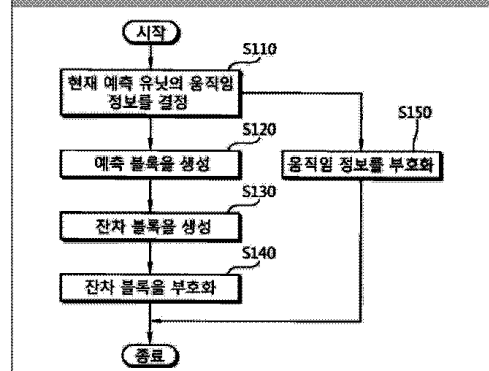 시작
S110
현재 예측 유닛의 움직임
정보를 결정
S120
예측 블록을 생성
S130
잔차 블록을 생성
S140
잔차 블록을 부호화
S150
움직임 정보를 부호화
종료